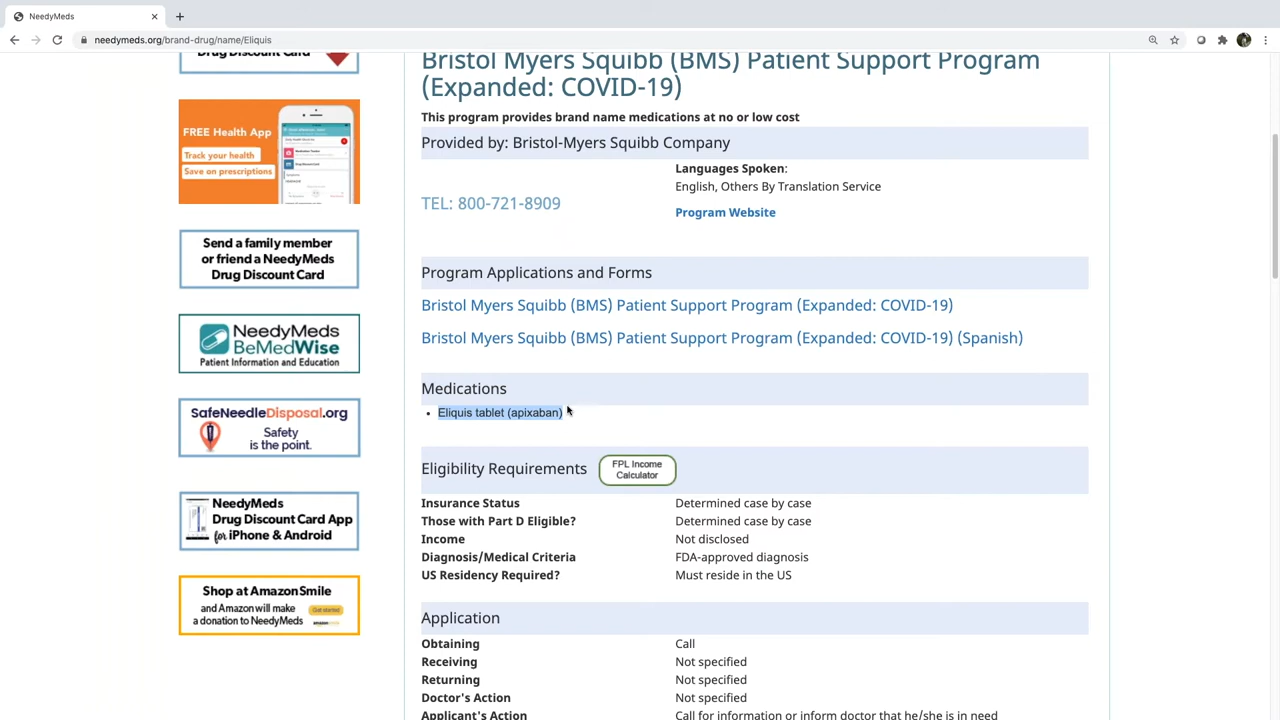 NeedyMeds
needymeds.org/brand-drug/name/Eliquis
Drug Discount Card
FREE Health App
Track your health
Save on prescriptions
Send a family member
or friend a NeedyMeds
Drug Discount Card
NeedyMeds
BeMedWise
Patient Information and Education
SafeNeedleDisposal.org
Safety
is the point.
NeedyMeds
Drug Discount Card App
for iPhone & Android
Shop at AmazonSmile
and Amazon will make
a donation to NeedyMeds
Get started
Bristol Myers Squibb (BMS) Patient Support Program
(Expanded: COVID-19)
This program provides brand name medications at no or low cost
Provided by: Bristol-Myers Squibb Company
TEL: 800-721-8909
Languages Spoken:
English, Others By Translation Service
Program Website
Program Applications and Forms
Bristol Myers Squibb (BMS) Patient Support Program (Expanded: COVID-19)
Bristol Myers Squibb (BMS) Patient Support Program (Expanded: COVID-19) (Spanish)
Medications
• Eliquis tablet (apixaban)
Eligibility Requirements
FPL Income
Calculator
Insurance Status Determined case by case
Those with Part D Eligible? Determined case by case
Income Not disclosed
Diagnosis/Medical Criteria FDA-approved diagnosis
US Residency Required? Must reside in the US
Application
Obtaining Call
Receiving Not specified
Returning Not specified
Doctor's Action Not specified
Applicant's Action Call for information or inform doctor that he/she is in need